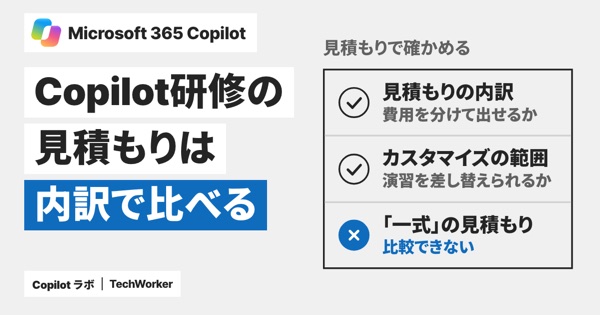 Microsoft 365 Copilot
Copilot研修の
見積もりは
内訳で比べる
Copilot ラボ | TechWorker
見積もりで確かめる
見積もりの内訳
費用を分けて出せるか
カスタマイズの範囲
演習を差し替えられるか
「一式」の見積もり
比較できない